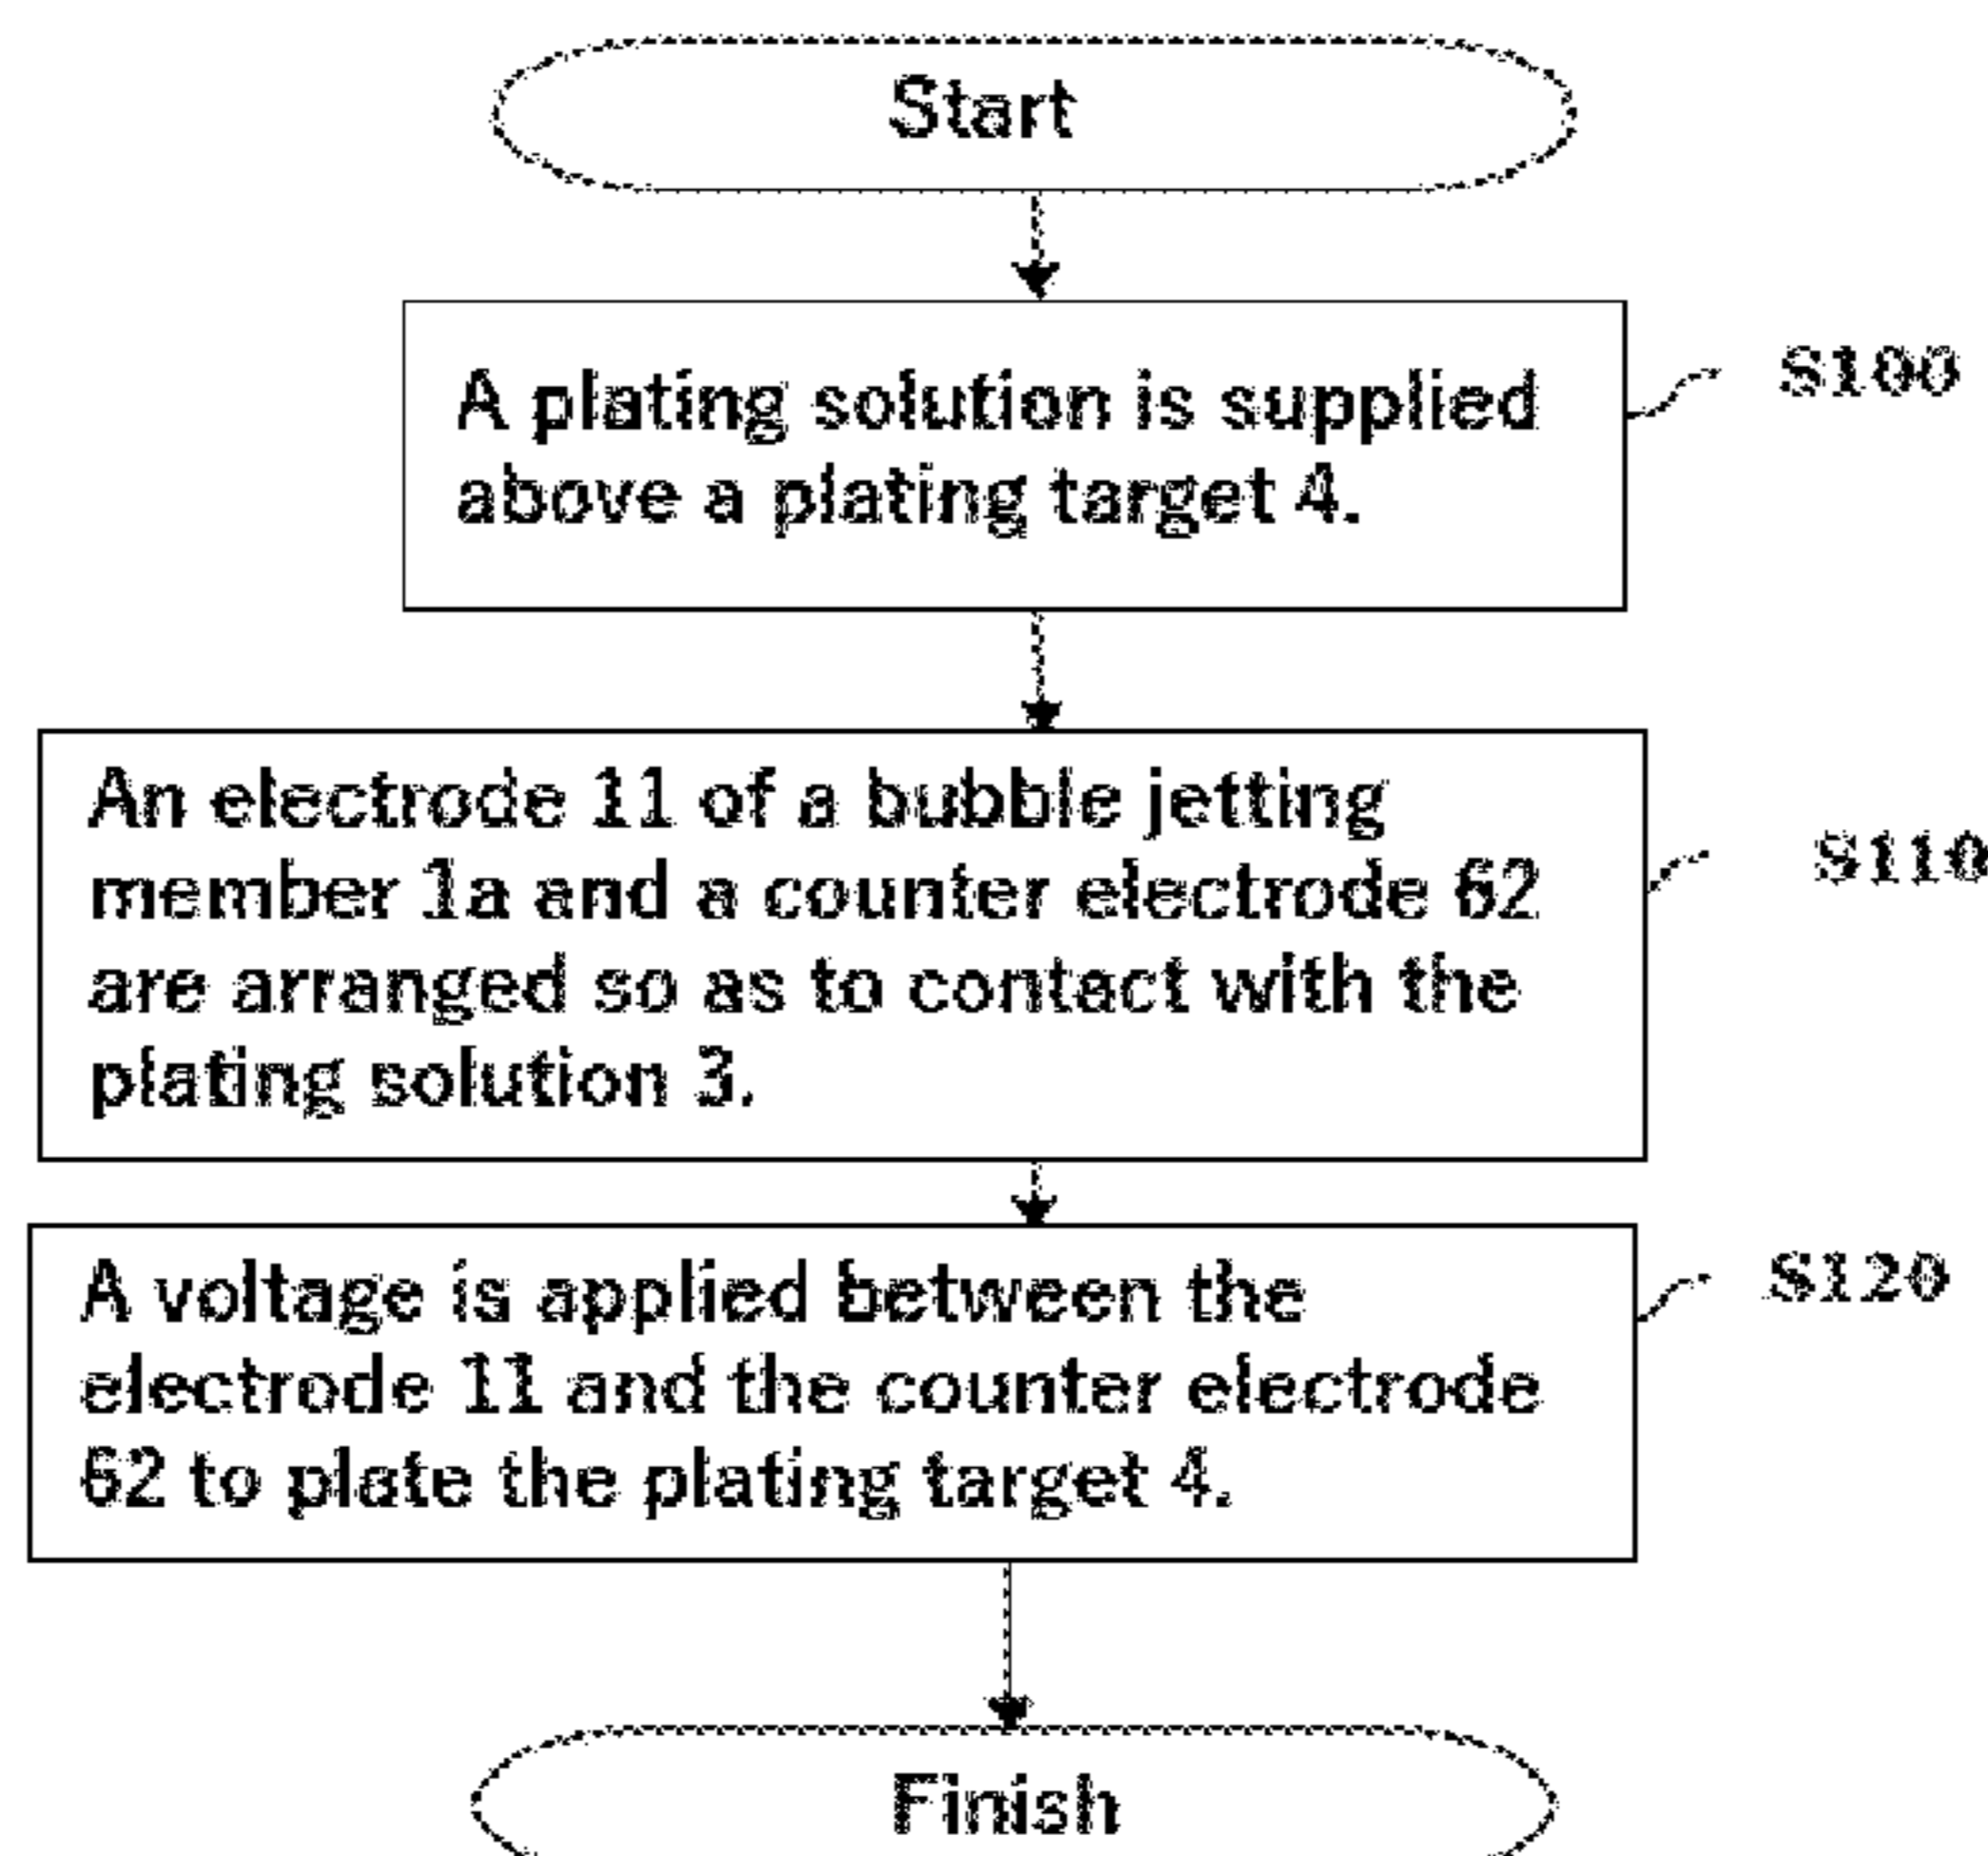 Start
A plating solution is supplied
above a plating target 4.
S100
An electrode 11 of a bubble jetting
member 1a and a counter electrode 62
are arranged so as to contact with the
plating solution 3.
S110
A voltage is applied between the
electrode 11 and the counter electrode
62 to plate the plating target 4.
S120
Finish